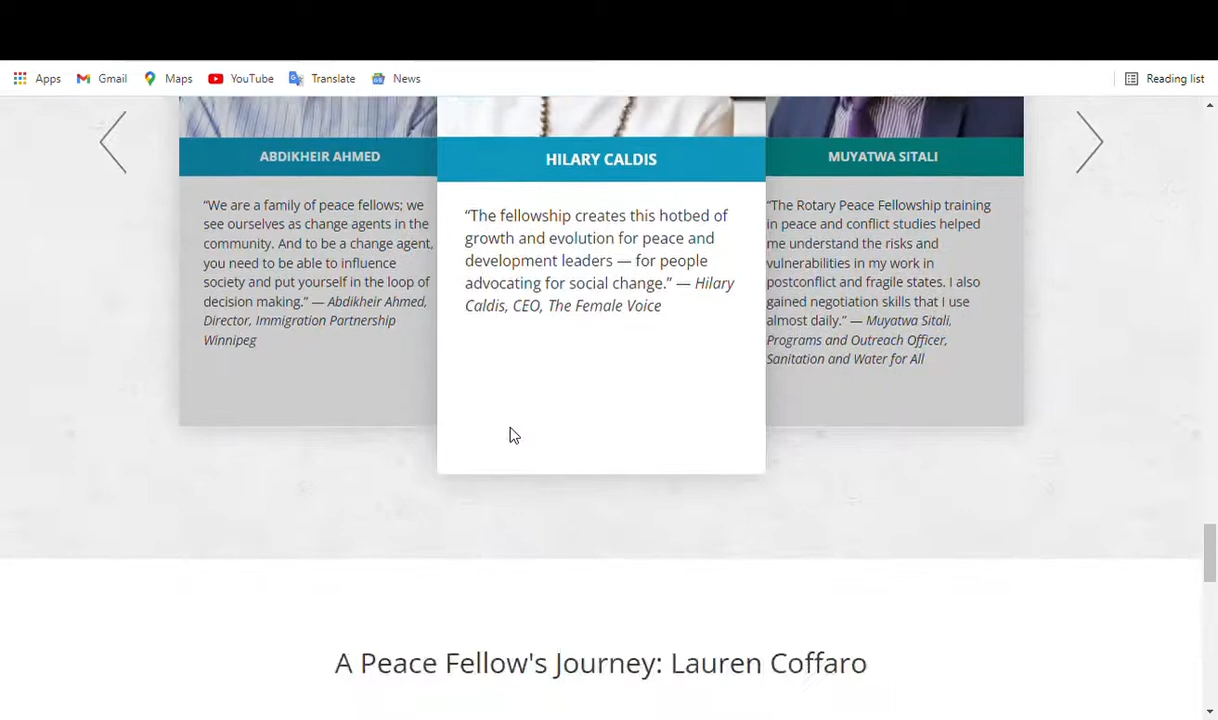 Apps Gmail Maps YouTube Translate News Reading list
ABDIKHEIR AHMED
“We are a family of peace fellows; we
see ourselves as change agents in the
community. And to be a change agent,
you need to be able to influence
society and put yourself in the loop of
decision making.” — Abdikheir Ahmed,
Director, Immigration Partnership
Winnipeg
HILARY CALDIS
“The fellowship creates this hotbed of
growth and evolution for peace and
development leaders — for people
advocating for social change.” — Hilary
Caldis, CEO, The Female Voice
MUYATWA SITALI
“The Rotary Peace Fellowship training
in peace and conflict studies helped
me understand the risks and
vulnerabilities in my work in
postconflict and fragile states. I also
gained negotiation skills that I use
almost daily.” — Muyatwa Sitali,
Programs and Outreach Officer,
Sanitation and Water for All
A Peace Fellow's Journey: Lauren Coffaro